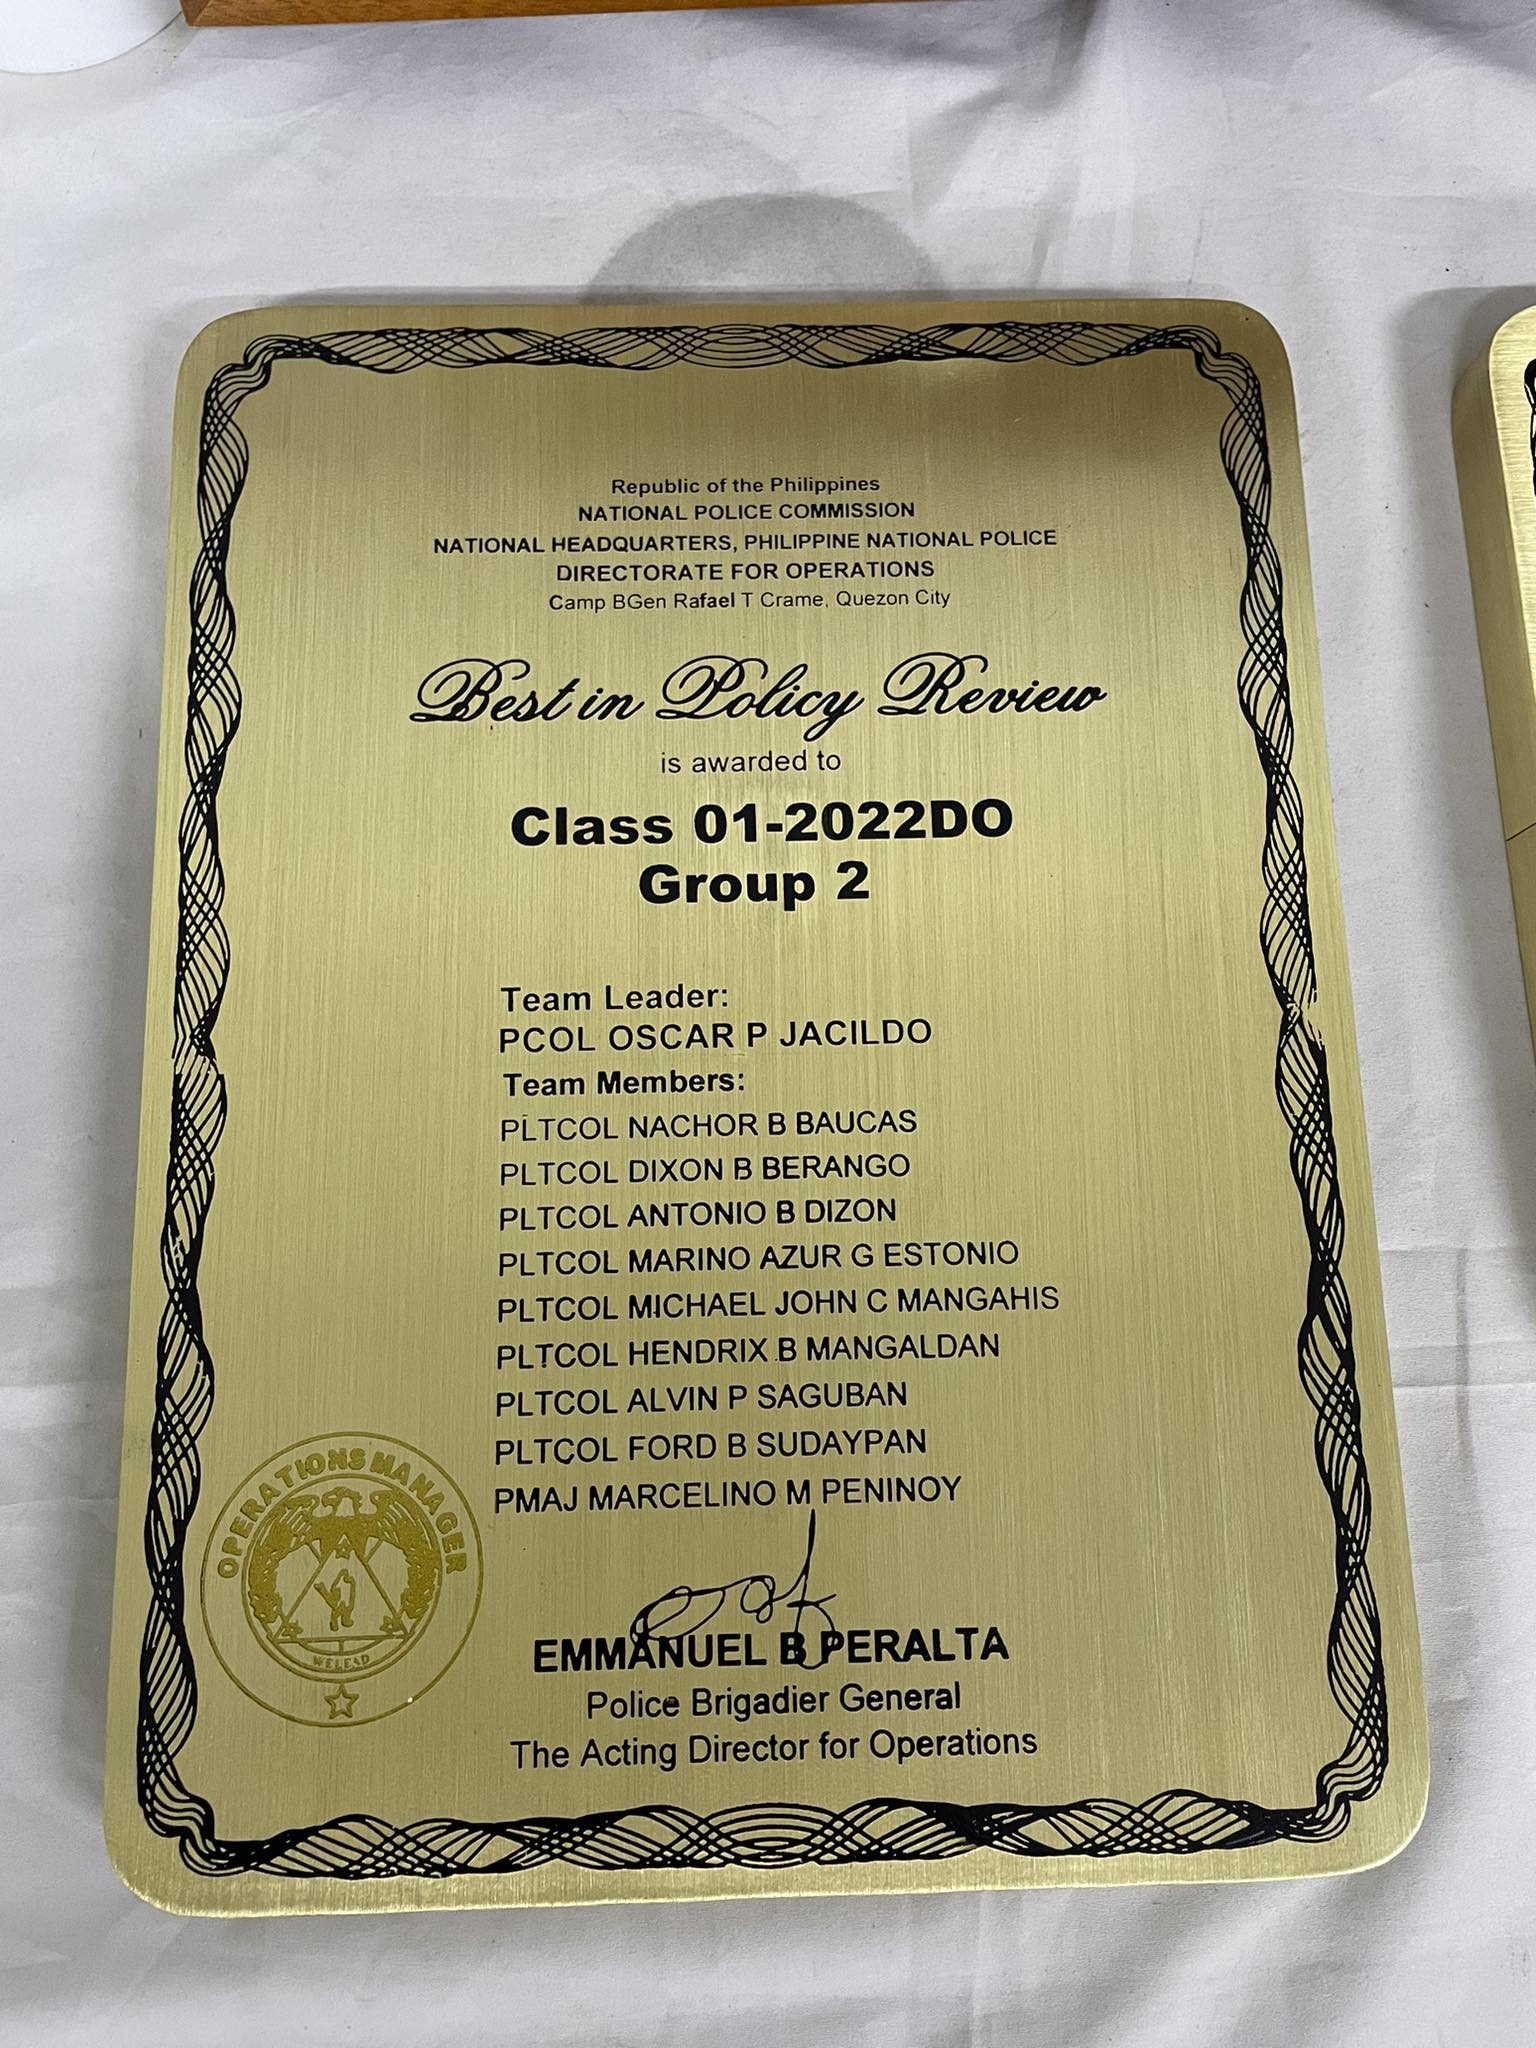 Republic of the Philippines
NATIONAL POLICE COMMISSION
NATIONAL HEADQUARTERS, PHILIPPINE NATIONAL POLICE
DIRECTORATE FOR OPERATIONS
Camp BGen Rafael T Crame, Quezon City
Best in Policy Review
is awarded to
Class 01-2022DO
Group 2
Team Leader:
PCOL OSCAR P JACILDO
Team Members:
PLTCOL NACHOR B BAUCAS
PLTCOL DIXON B BERANGO
PLTCOL ANTONIO B DIZON
PLTCOL MARINO AZUR G ESTONIO
PLTCOL MICHAEL JOHN C MANGAHIS
PLTCOL HENDRIX B MANGALDAN
PLTCOL ALVIN P SAGUBAN
PLTCOL FORD B SUDAYPAN
PMAJ MARCELINO M PENINOY
OPERATIONS MANAGER
WE LEAD
EMMANUEL B PERALTA
Police Brigadier General
The Acting Director for Operations